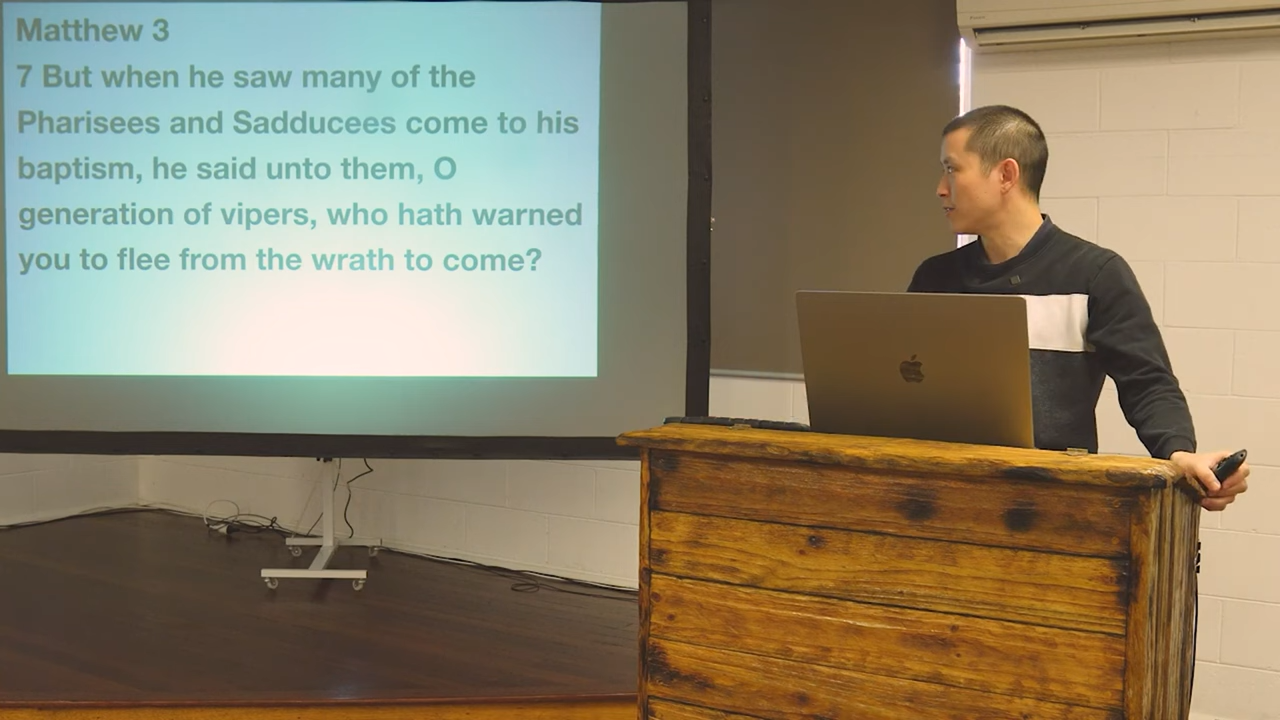 Matthew 3
7 But when he saw many of the
Pharisees and Sadducees come to his
baptism, he said unto them, O
generation of vipers, who hath warned
you to flee from the wrath to come?